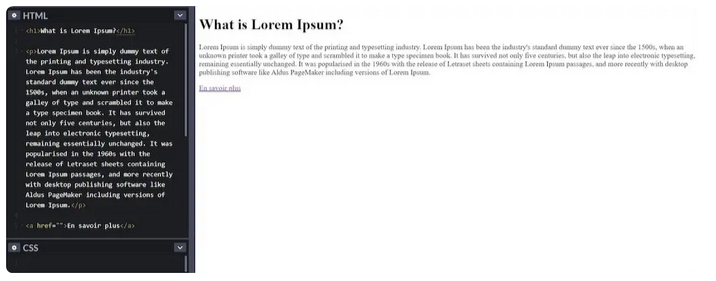 HTML
<h1>What is Lorem Ipsum?</h1>
<p>Lorem Ipsum is simply dummy text of
the printing and typesetting industry.
Lorem Ipsum has been the industry's
standard dummy text ever since the
1500s, when an unknown printer took a
galley of type and scrambled it to make
a type specimen book. It has survived
not only five centuries, but also the
leap into electronic typesetting,
remaining essentially unchanged. It was
popularised in the 1960s with the
release of Letraset sheets containing
Lorem Ipsum passages, and more recently
with desktop publishing software like
Aldus PageMaker including versions of
Lorem Ipsum.</p>
<a href="">En savoir plus</a>
CSS
What is Lorem Ipsum?
Lorem Ipsum is simply dummy text of the printing and typesetting industry. Lorem Ipsum has been the industry's standard dummy text ever since the 1500s, when an
unknown printer took a galley of type and scrambled it to make a type specimen book. It has survived not only five centuries, but also the leap into electronic typesetting,
remaining essentially unchanged. It was popularised in the 1960s with the release of Letraset sheets containing Lorem Ipsum passages, and more recently with desktop
publishing software like Aldus PageMaker including versions of Lorem Ipsum.
En savoir plus